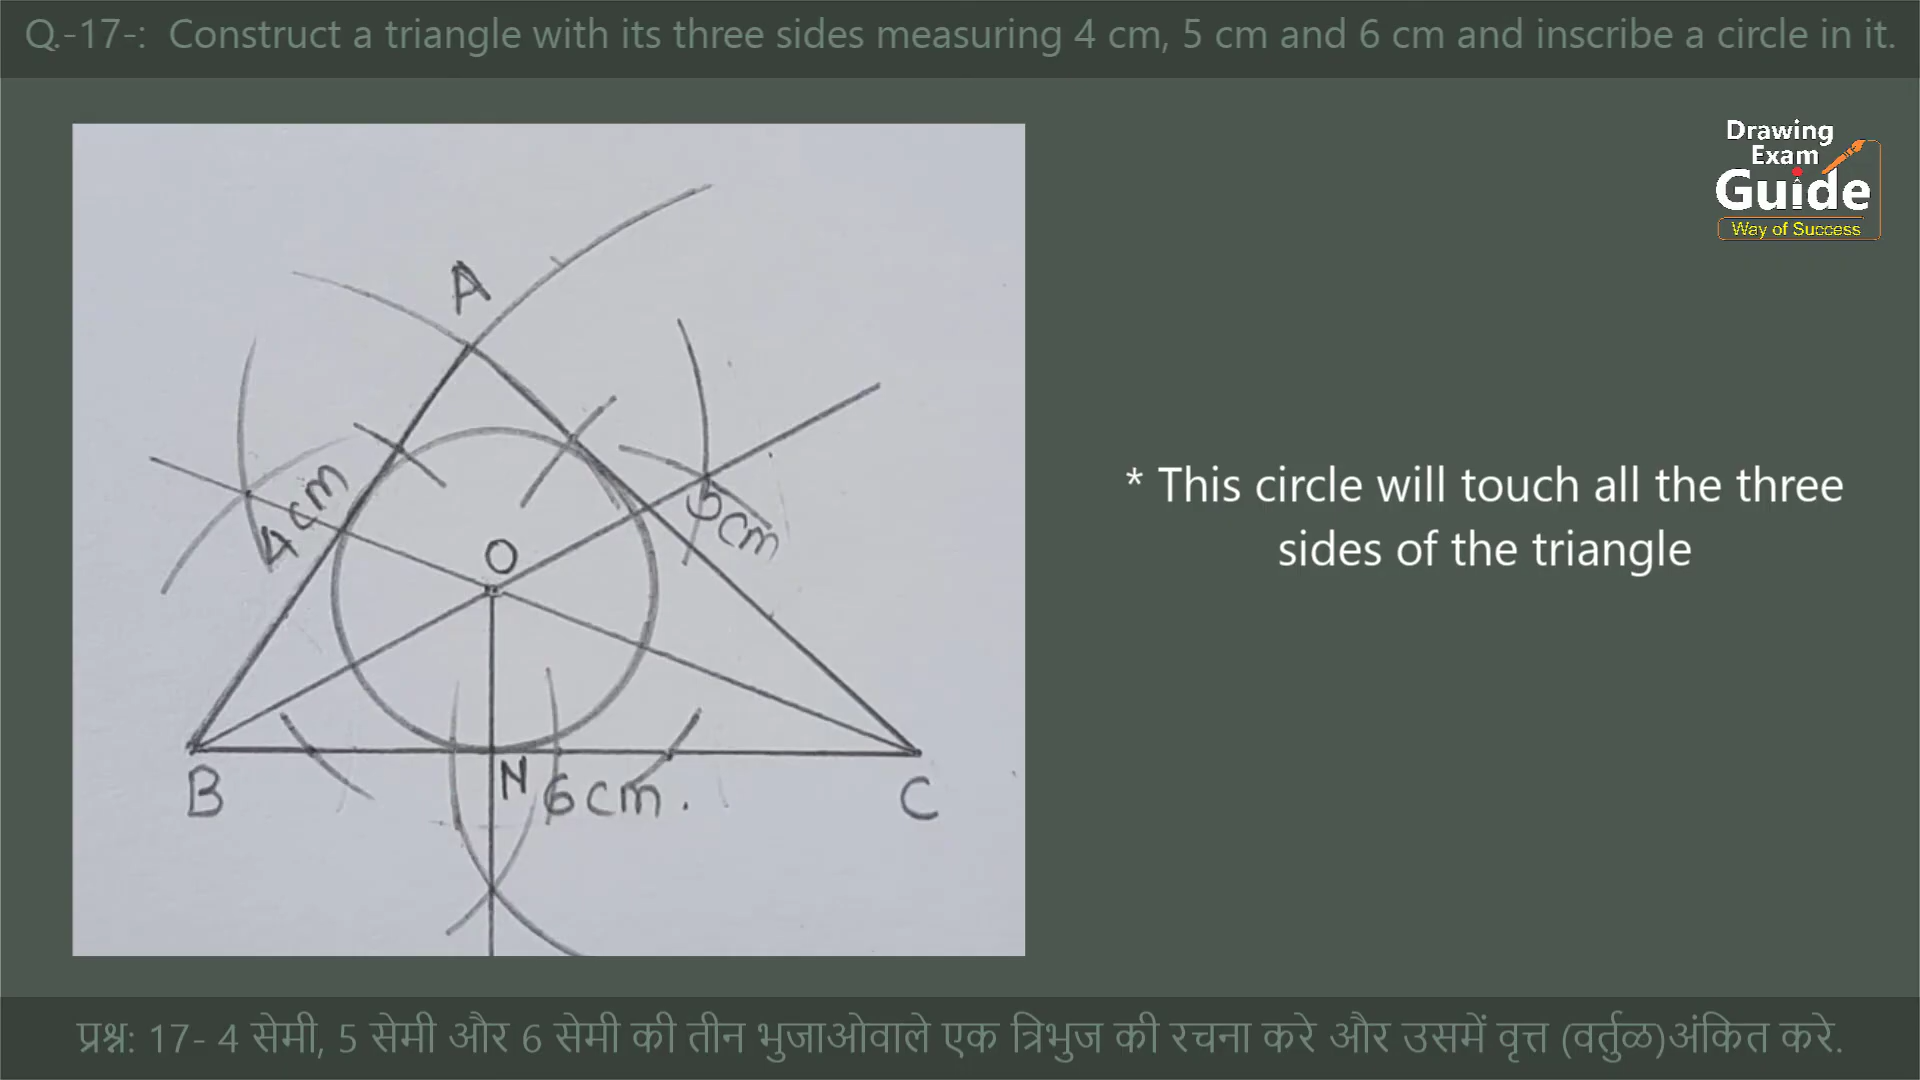 Q.-17-: Construct a triangle with its three sides measuring 4 cm, 5 cm and 6 cm and inscribe a circle in it.
Drawing
Exam
Guide
Way of Success
A
4 cm
5cm
O
B
N
6cm.
C
* This circle will touch all the three
sides of the triangle
प्रश्न: 17- 4 सेमी, 5 सेमी और 6 सेमी की तीन भुजाओवाले एक त्रिभुज की रचना करे और उसमें वृत्त (वर्तुळ)अंकित करे.